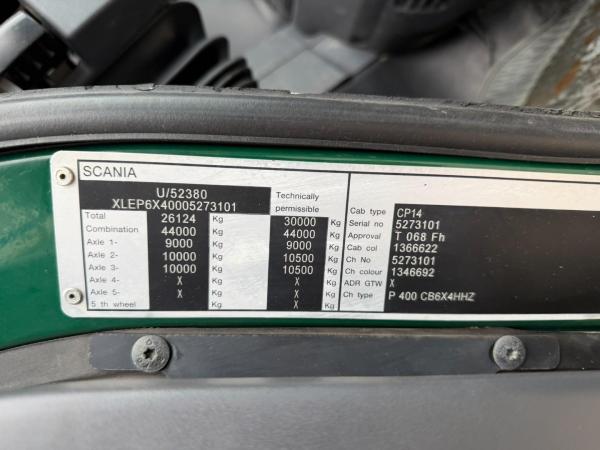 SCANIA
U/52380
XLEP6X40005273101
Technically
permissible
Total 26124 Kg 30000 Kg
Combination 44000 Kg 44000 Kg
Axle 1- 9000 Kg 9000 Kg
Axle 2- 10000 Kg 10500 Kg
Axle 3- 10000 Kg 10500 Kg
Axle 4- X Kg X Kg
Axle 5- X Kg X Kg
5 th wheel X Kg X Kg
Cab type CP14
Serial no 5273101
Approval T 068 Fh
Cab col 1366622
Ch No 5273101
Ch colour 1346692
ADR GTW X
Ch type P 400 CB6X4HHZ